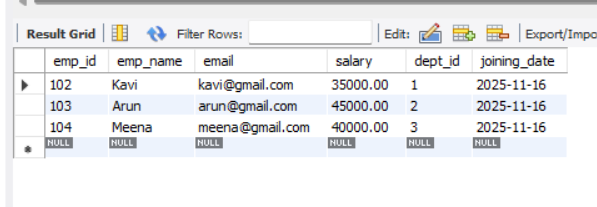 Result Grid Filter Rows: Edit: Export/Impo
emp_id emp_name email salary dept_id joining_date
102 Kavi kavi@gmail.com 35000.00 1 2025-11-16
103 Arun arun@gmail.com 45000.00 2 2025-11-16
104 Meena meena@gmail.com 40000.00 3 2025-11-16
NULL NULL NULL NULL NULL NULL